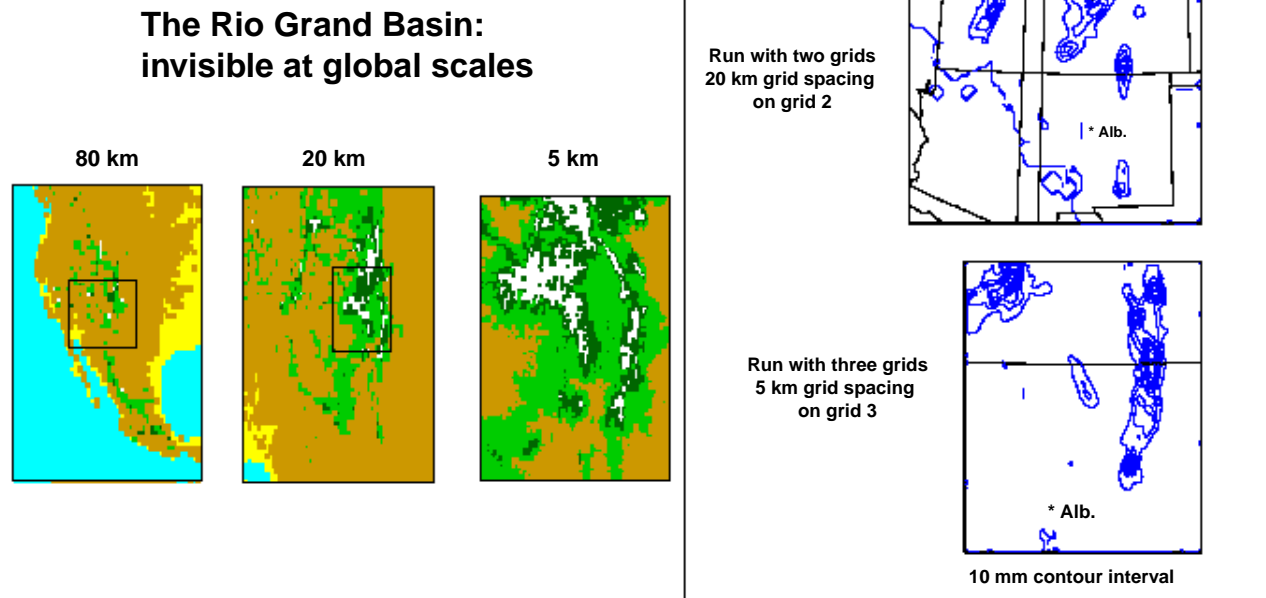 The Rio Grand Basin:
invisible at global scales
80 km
20 km
5 km
Run with two grids
20 km grid spacing
on grid 2
* Alb.
Run with three grids
5 km grid spacing
on grid 3
* Alb.
10 mm contour interval